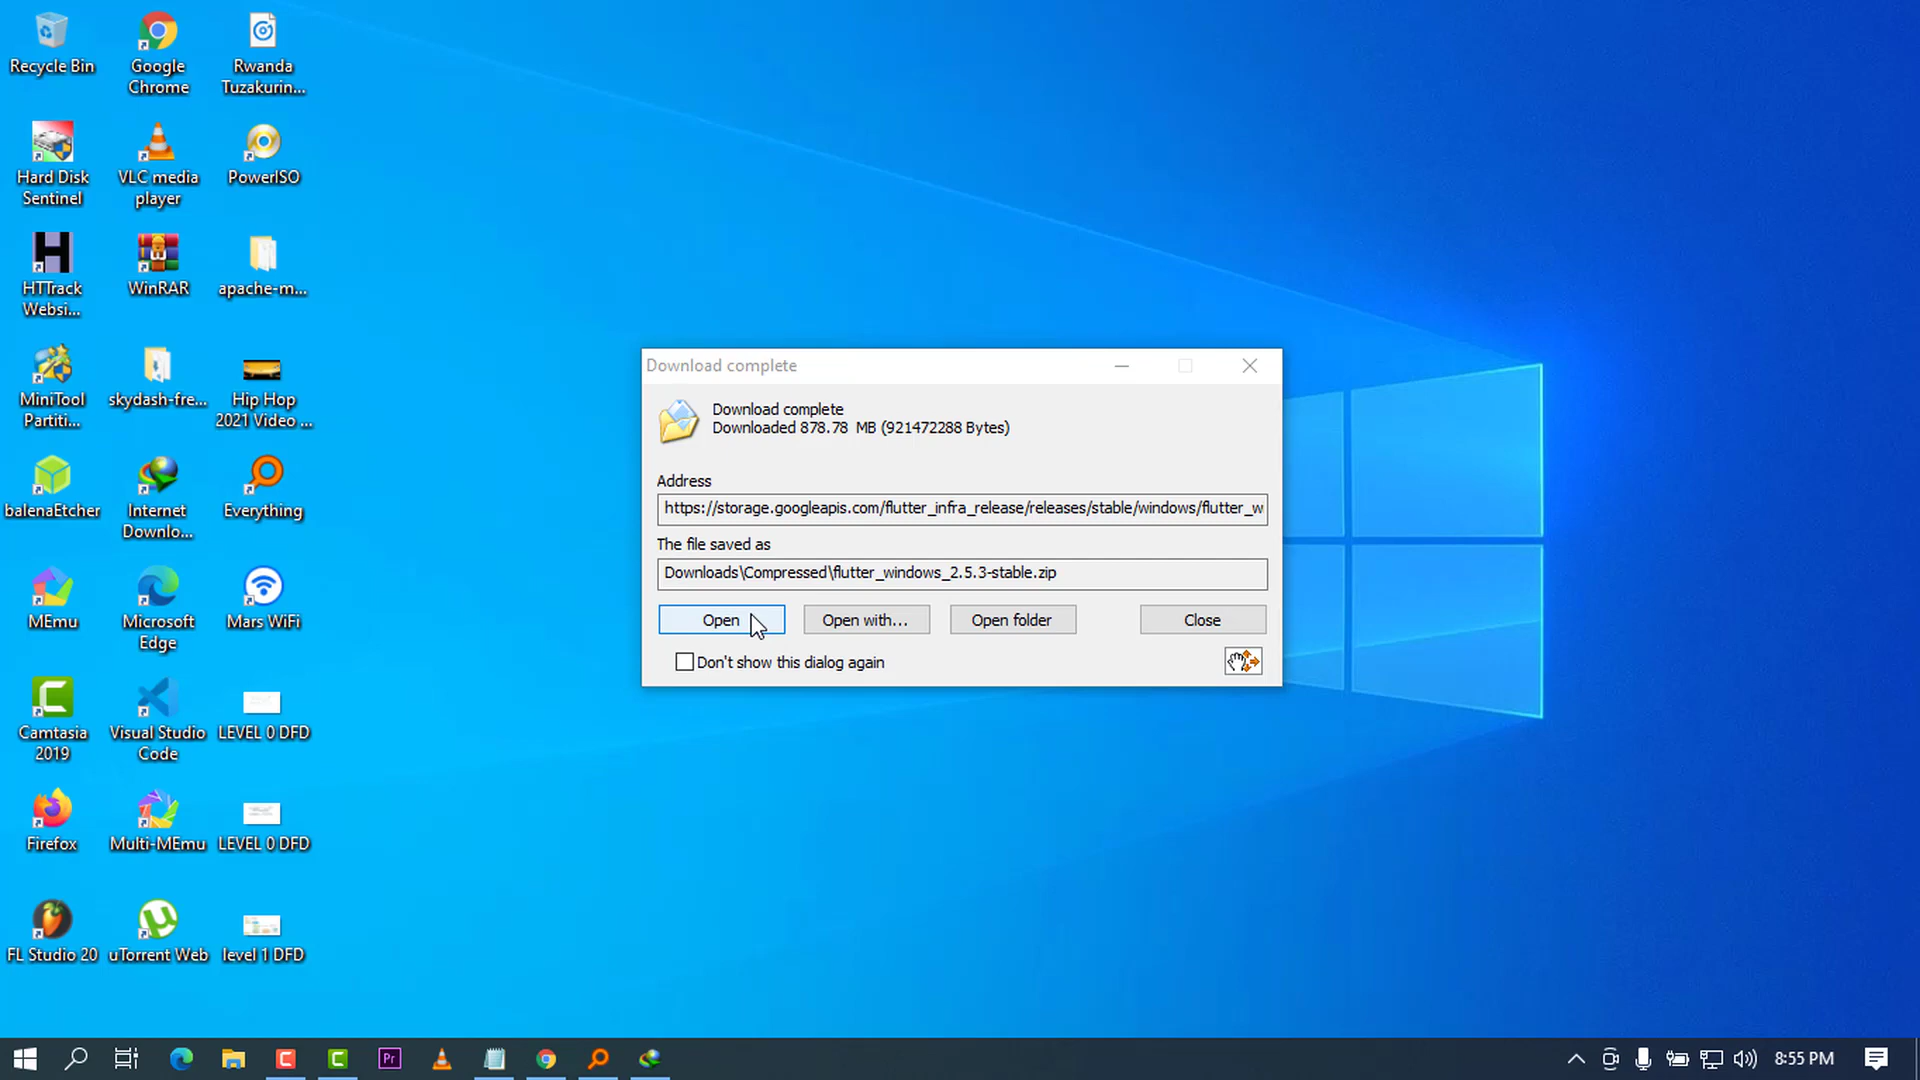 Recycle Bin
Google
Chrome
Rwanda
Tuzakurin...
Hard Disk
Sentinel
VLC media
player
PowerISO
HTTrack
Websi...
WinRAR
apache-m...
MiniTool
Partiti...
skydash-fre...
Hip Hop
2021 Video ...
balenaEtcher
Internet
Downlo...
Everything
MEmu
Microsoft
Edge
Mars WiFi
Camtasia
2019
Visual Studio
Code
LEVEL 0 DFD
Firefox
Multi-MEmu
LEVEL 0 DFD
FL Studio 20
uTorrent Web
level 1 DFD
Download complete
Download complete
Downloaded 878.78 MB (921472288 Bytes)
Address
https://storage.googleapis.com/flutter_infra_release/releases/stable/windows/flutter_w
The file saved as
Downloads\Compressed\flutter_windows_2.5.3-stable.zip
Open
Open with...
Open folder
Close
Don't show this dialog again
Pr
8:55 PM